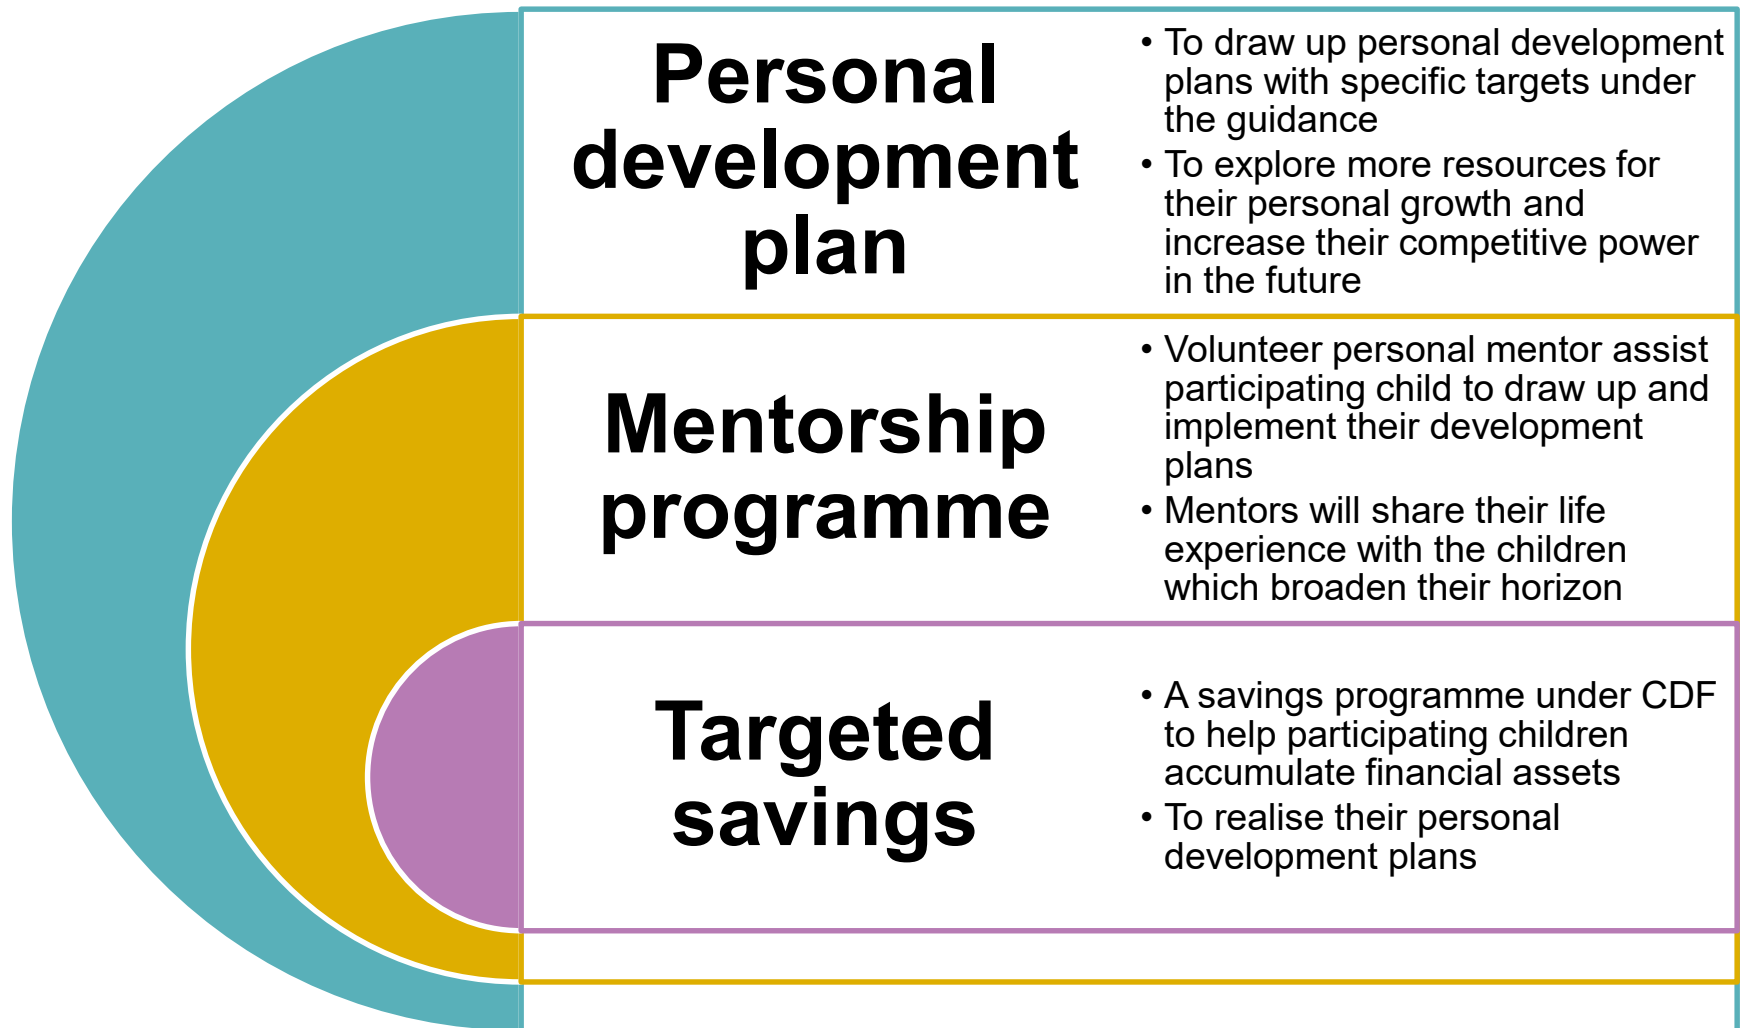 Personal
development
plan
• To draw up personal development
plans with specific targets under
the guidance
• To explore more resources for
their personal growth and
increase their competitive power
in the future
Mentorship
programme
• Volunteer personal mentor assist
participating child to draw up and
implement their development
plans
• Mentors will share their life
experience with the children
which broaden their horizon
Targeted
savings
• A savings programme under CDF
to help participating children
accumulate financial assets
• To realise their personal
development plans